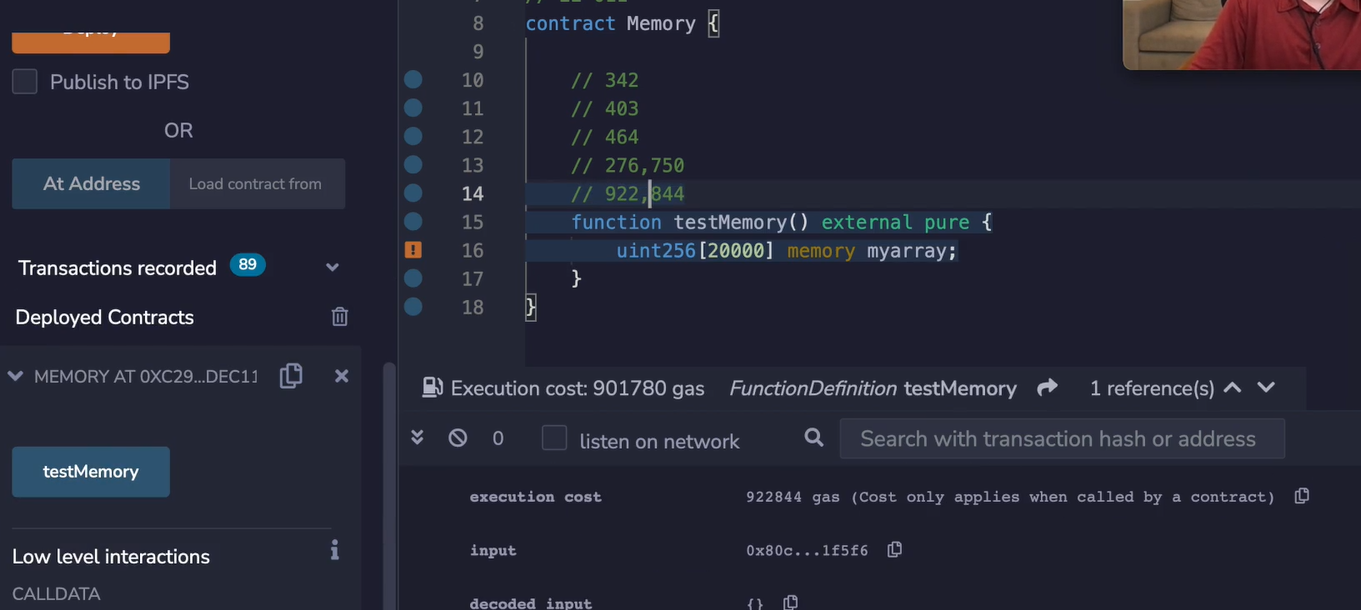 Publish to IPFS
OR
At Address Load contract from
Transactions recorded 89
Deployed Contracts
MEMORY AT 0XC29...DEC11
testMemory
Low level interactions
CALLDATA
8 contract Memory {
9
10 // 342
11 // 403
12 // 464
13 // 276,750
14 // 922,844
15 function testMemory() external pure {
16 uint256[20000] memory myarray;
17 }
18 }
Execution cost: 901780 gas FunctionDefinition testMemory 1 reference(s)
0 listen on network Search with transaction hash or address
execution cost 922844 gas (Cost only applies when called by a contract)
input 0x80c...1f5f6
decoded input {}